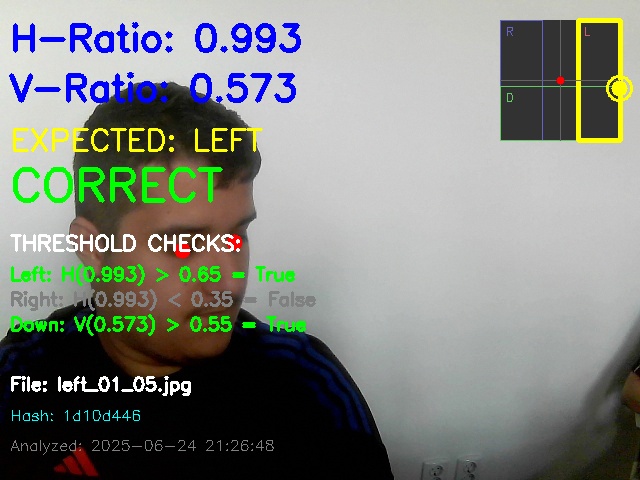 H-Ratio: 0.993
V-Ratio: 0.573
EXPECTED: LEFT
CORRECT
THRESHOLD CHECKS:
Left: H(0.993) > 0.65 = True
Right: H(0.993) < 0.35 = False
Down: V(0.573) > 0.55 = True
File: left_01_05.jpg
Hash: 1d10d446
Analyzed: 2025-06-24 21:26:48
R
L
D